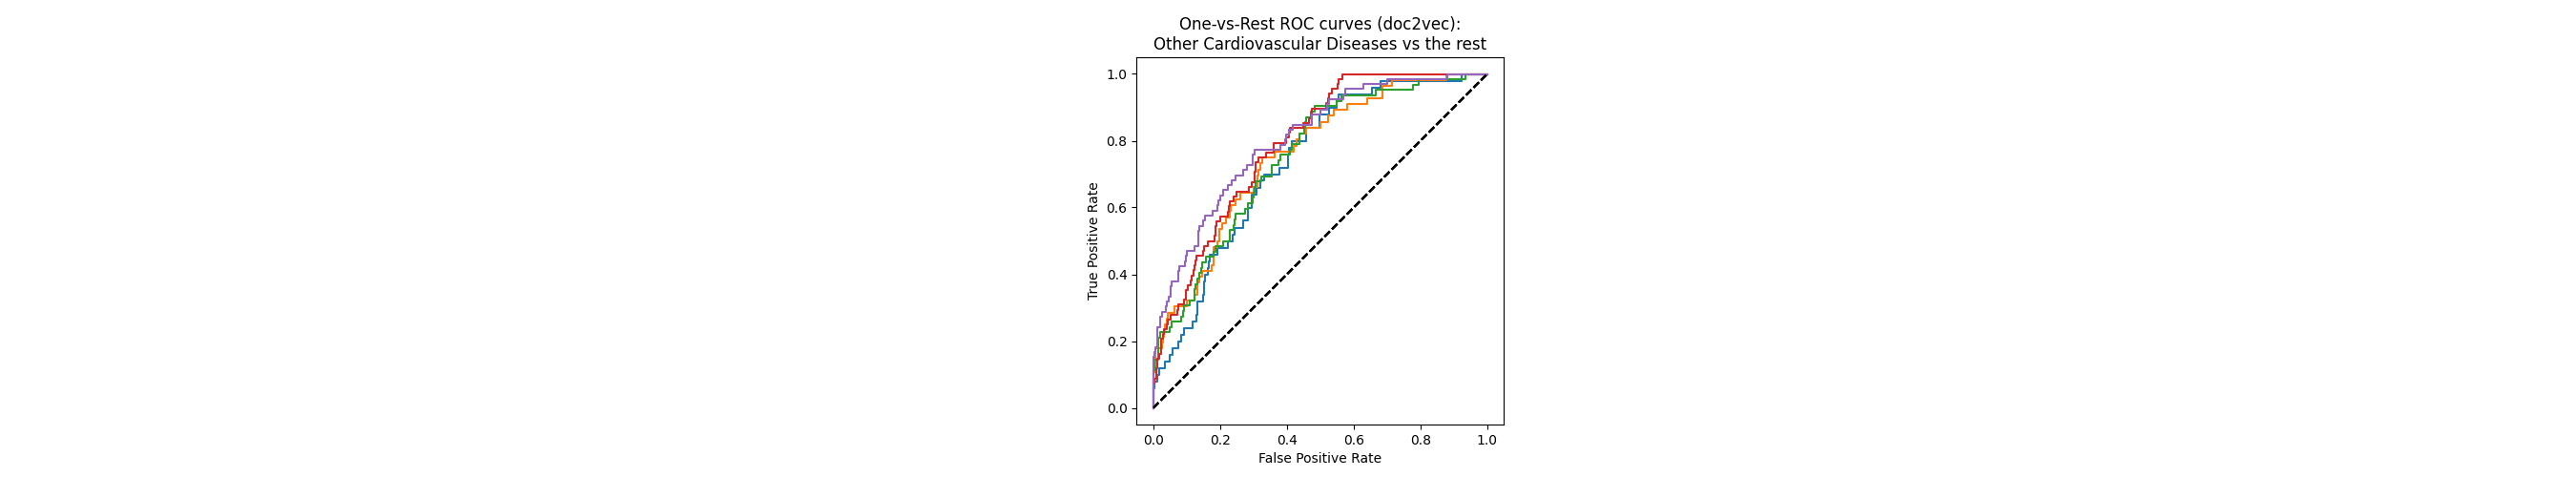 One-vs-Rest ROC curves (doc2vec):
Other Cardiovascular Diseases vs the rest
1.0
0.8
0.6
0.4
0.2
0.0
True Positive Rate
0.0 0.2 0.4 0.6 0.8 1.0
False Positive Rate